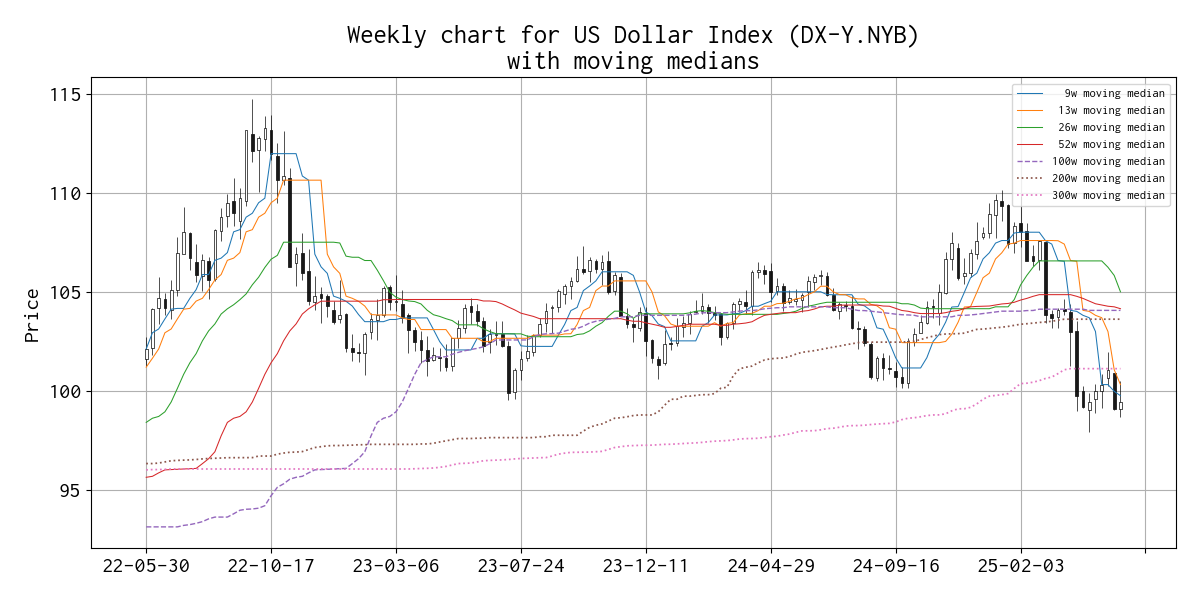 Weekly chart for US Dollar Index (DX-Y.NYB)
with moving medians
Price
115
110
105
100
95
9w moving median
13w moving median
26w moving median
52w moving median
100w moving median
200w moving median
300w moving median
22-05-30
22-10-17
23-03-06
23-07-24
23-12-11
24-04-29
24-09-16
25-02-03